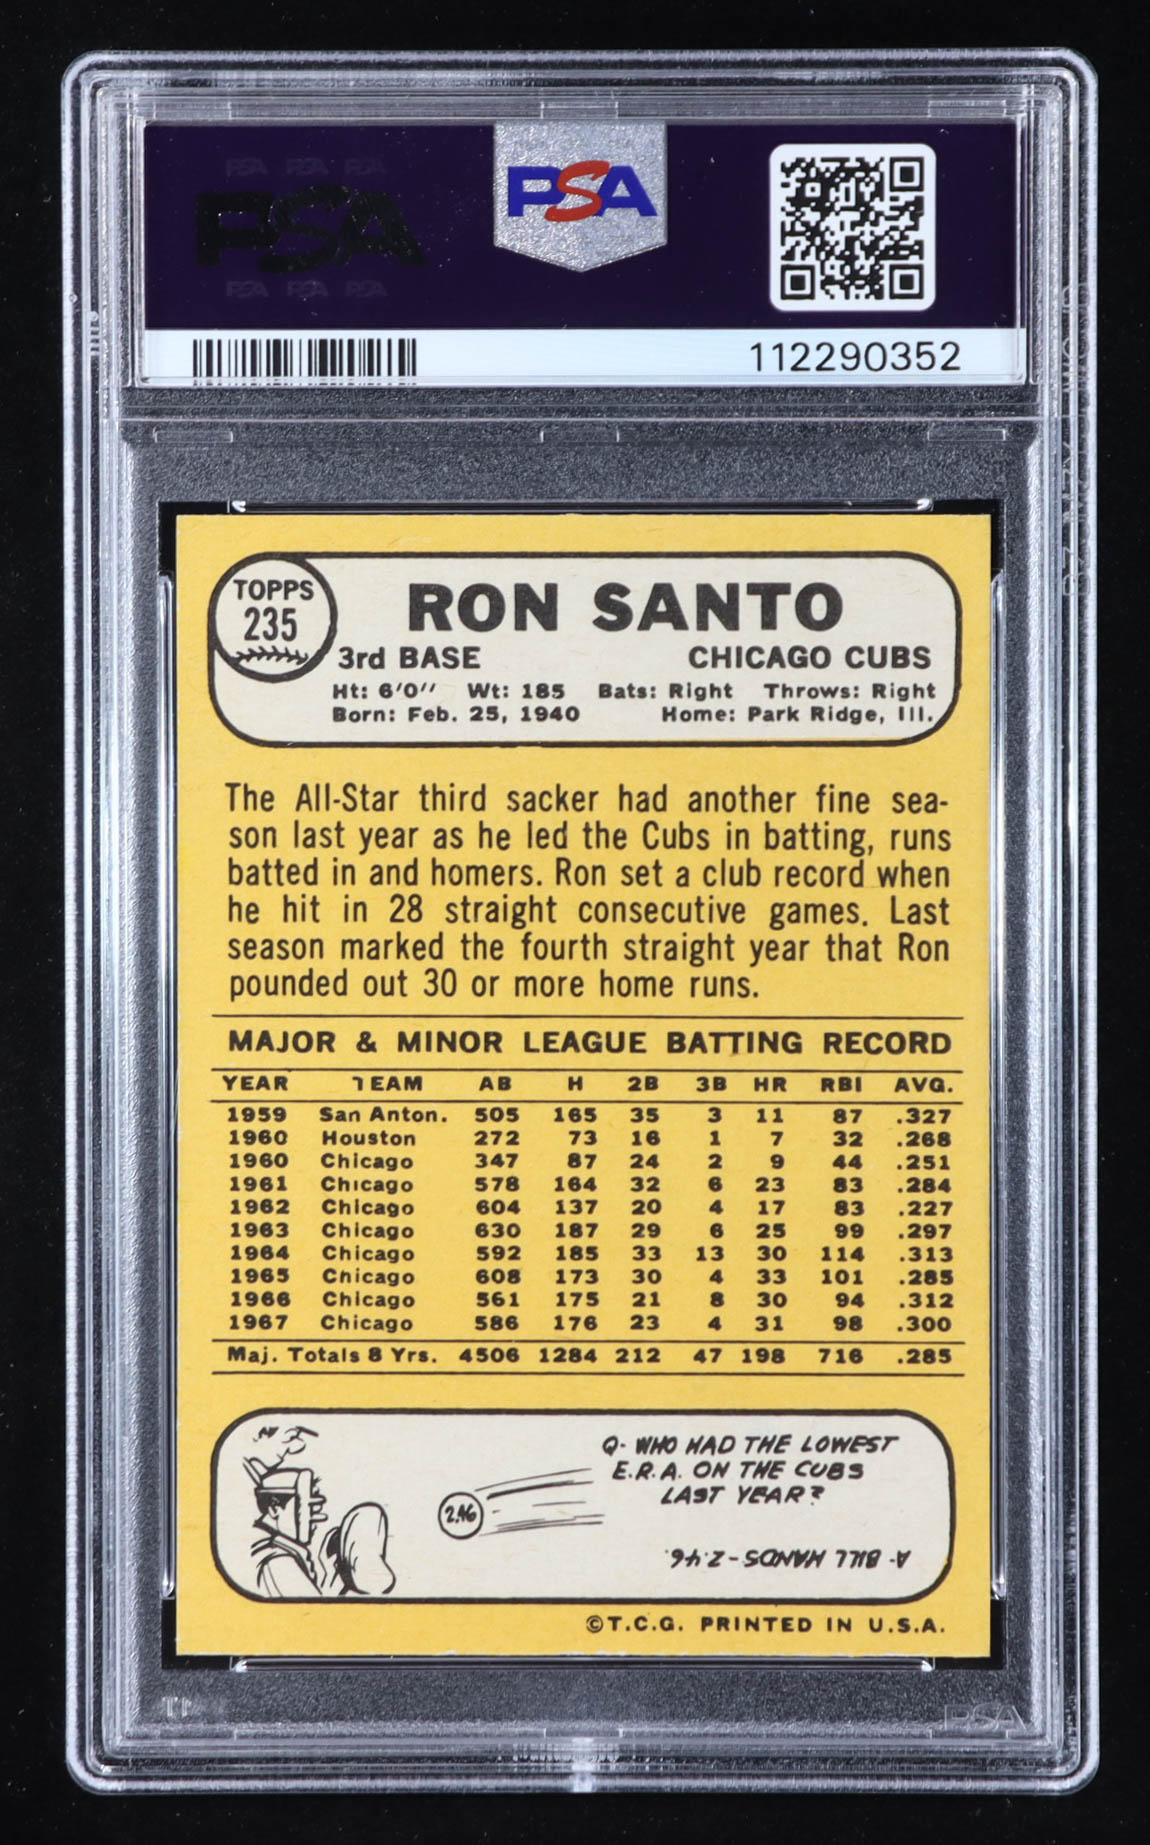 PSA PSA PSA
PSA
PSA PSA PSA
PSA
112290352
TOPPS
235
RON SANTO
3rd BASE CHICAGO CUBS
Ht: 6'0'' Wt: 185 Bats: Right Throws: Right
Born: Feb. 25, 1940 Home: Park Ridge, Ill.
The All-Star third sacker had another fine sea-
son last year as he led the Cubs in batting, runs
batted in and homers. Ron set a club record when
he hit in 28 straight consecutive games. Last
season marked the fourth straight year that Ron
pounded out 30 or more home runs.
MAJOR & MINOR LEAGUE BATTING RECORD
YEAR TEAM AB H 2B 3B HR RBI AVG.
1959 San Anton. 505 165 35 3 11 87 .327
1960 Houston 272 73 16 1 7 32 .268
1960 Chicago 347 87 24 2 9 44 .251
1961 Chicago 578 164 32 6 23 83 .284
1962 Chicago 604 137 20 4 17 83 .227
1963 Chicago 630 187 29 6 25 99 .297
1964 Chicago 592 185 33 13 30 114 .313
1965 Chicago 608 173 30 4 33 101 .285
1966 Chicago 561 175 21 8 30 94 .312
1967 Chicago 586 176 23 4 31 98 .300
Maj. Totals 8 Yrs. 4506 1284 212 47 198 716 .285
Q- WHO HAD THE LOWEST
E.R.A. ON THE CUBS
LAST YEAR?
2.46
A- BILL HANDS-2.46.
©T.C.G. PRINTED IN U.S.A.
PSA